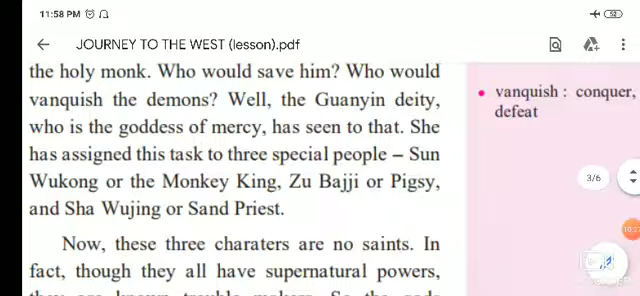 11:58 PM
52
JOURNEY TO THE WEST (lesson).pdf
the holy monk. Who would save him? Who would
vanquish the demons? Well, the Guanyin deity,
who is the goddess of mercy, has seen to that. She
has assigned this task to three special people – Sun
Wukong or the Monkey King, Zu Bajji or Pigsy,
and Sha Wujing or Sand Priest.
Now, these three charaters are no saints. In
fact, though they all have supernatural powers,
• vanquish : conquer,
defeat
3/6